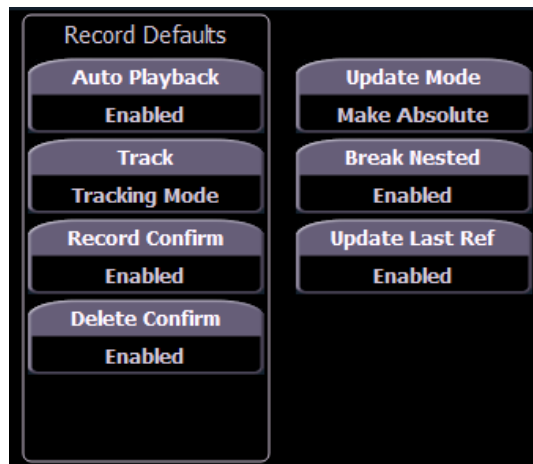 Record Defaults
Auto Playback
Enabled
Track
Tracking Mode
Record Confirm
Enabled
Delete Confirm
Enabled
Update Mode
Make Absolute
Break Nested
Enabled
Update Last Ref
Enabled